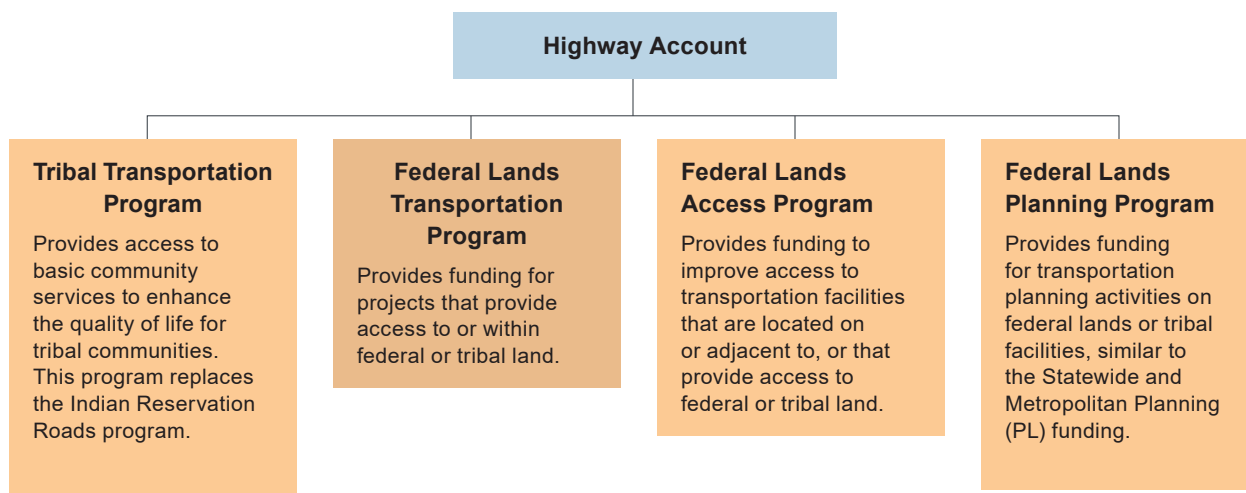 Highway Account
Tribal Transportation
Program
Provides access to
basic community
services to enhance
the quality of life for
tribal communities.
This program replaces
the Indian Reservation
Roads program.
Federal Lands
Transportation
Program
Provides funding for
projects that provide
access to or within
federal or tribal land.
Federal Lands
Access Program
Provides funding to
improve access to
transportation facilities
that are located on
or adjacent to, or that
provide access to
federal or tribal land.
Federal Lands
Planning Program
Provides funding
for transportation
planning activities on
federal lands or tribal
facilities, similar to
the Statewide and
Metropolitan Planning
(PL) funding.